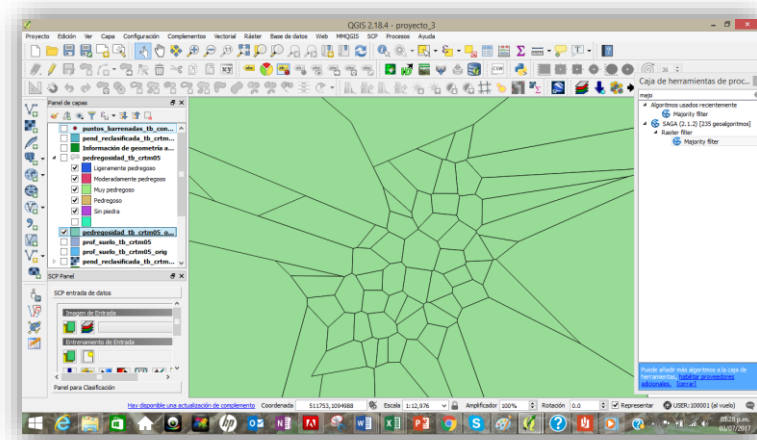 QGIS 2.18.4 - proyecto_3
Proyecto Edición Ver Capa Configuración Complementos Vectorial Ráster Base de datos Web MMQGIS SCP Procesos Ayuda
Panel de capas
puntos_barrenadas_tb_con...
pend_reclasificada_tb_crtm...
Información de geometría a...
pedregosidad_tb_crtm05
Ligeramente pedregoso
Moderadamente pedregoso
Muy pedregoso
Pedregoso
Sin piedra
pedregosidad_tb_crtm05_o...
prof_suelo_tb_crtm05
prof_suelo_tb_crtm05_orig
pend_reclasificada_tb_crtm...
SCP Panel
SCP entrada de datos
Imagen de Entrada
Entrenamiento de Entrada
Panel para Clasificación
Caja de herramientas de proc...
majo
Algoritmos usados recientemente
Majority filter
SAGA (2.1.2) [235 geoalgoritmos]
Raster filter
Majority filter
Puede añadir más algoritmos a la caja de
herramientas, habilitar proveedores
adicionales. [cerrar]
Hay disponible una actualización de complemento Coordenada 511753,1094988 Escala 1:12,976 Amplificador 100% Rotación 0.0 Representar USER:100001 (al vuelo)
03/07/2017